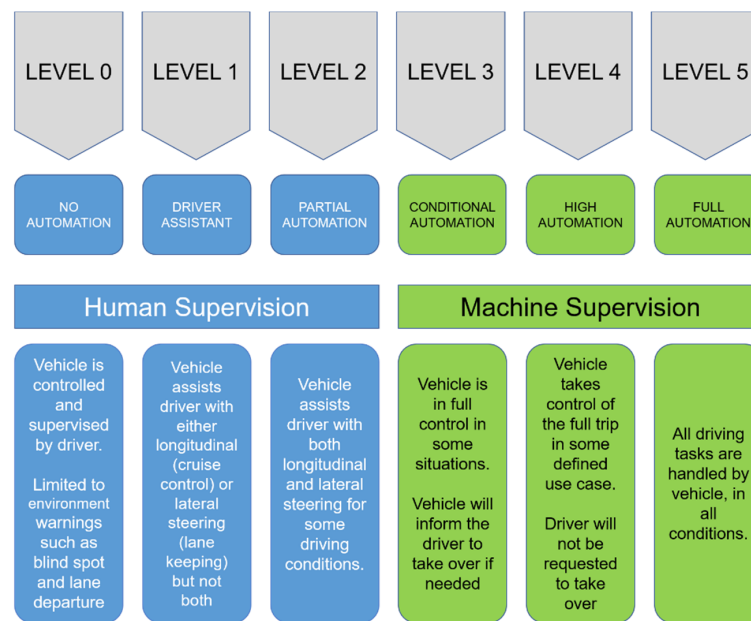 LEVEL 0
LEVEL 1
LEVEL 2
LEVEL 3
LEVEL 4
LEVEL 5
NO
AUTOMATION
DRIVER
ASSISTANT
PARTIAL
AUTOMATION
CONDITIONAL
AUTOMATION
HIGH
AUTOMATION
FULL
AUTOMATION
Human Supervision
Machine Supervision
Vehicle is
controlled
and
supervised
by driver.
Limited to
environment
warnings
such as
blind spot
and lane
departure
Vehicle
assists
driver with
either
longitudinal
(cruise
control) or
lateral
steering
(lane
keeping)
but not
both
Vehicle
assists
driver with
both
longitudinal
and lateral
steering for
some
driving
conditions.
Vehicle is
in full
control in
some
situations.
Vehicle will
inform the
driver to
take over if
needed
Vehicle
takes
control of
the full trip
in some
defined
use case.
Driver will
not be
requested
to take
over
All driving
tasks are
handled by
vehicle, in
all
conditions.